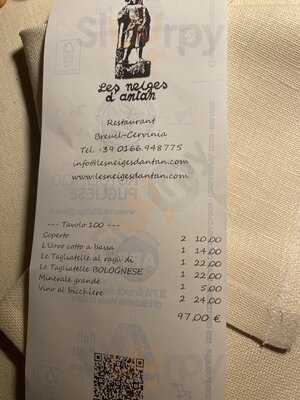 Les neiges
d'antan
Restaurant
Breuil-Cervinia
Tel. +39 0166.948775
info@lesneigesdantan.com
www.lesneigesdantan.com
--- Tavolo 100 ---
Coperto 2 10,00
L'Uovo cotto a bassa 1 14,00
Le Tagliatelle al ragù di 1 22,00
Le Tagliatelle BOLOGNESE 1 22,00
Minerale grande 1 5,00
Vino al bicchiere 2 24,00
97,00 €